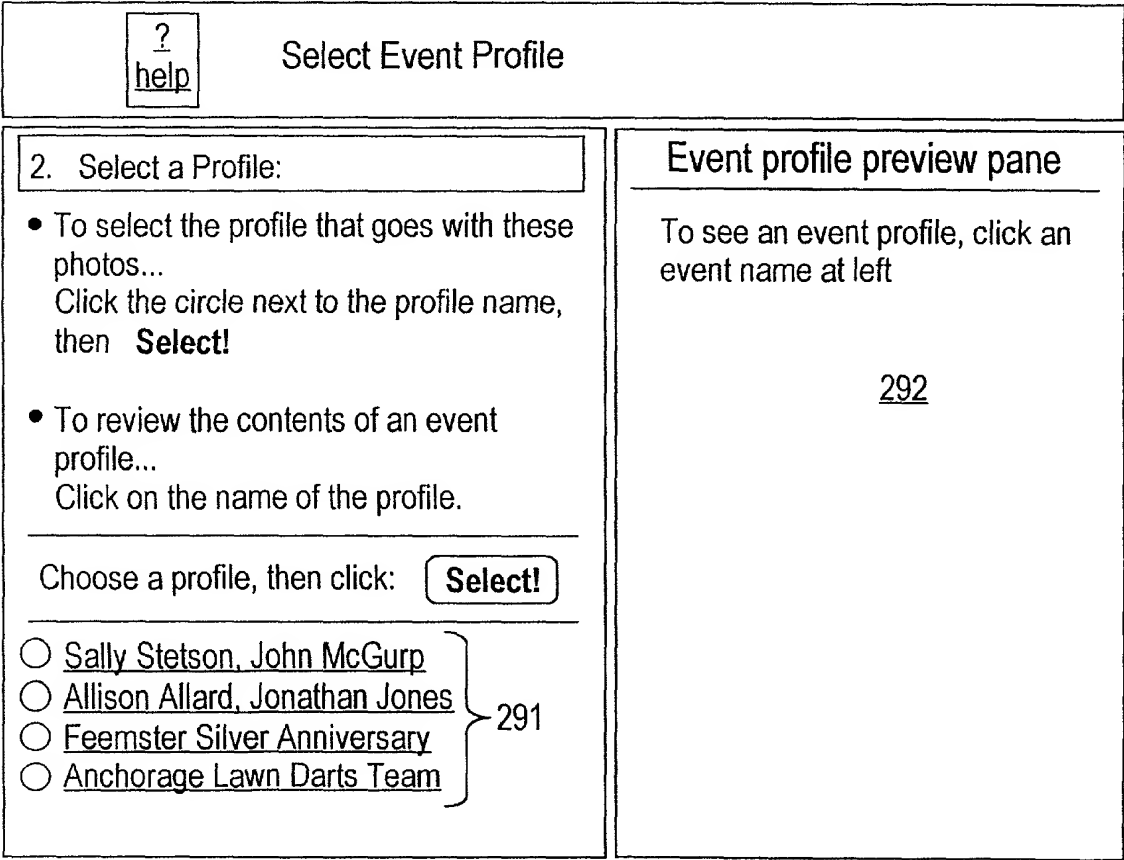 ?
help
Select Event Profile
2. Select a Profile:
• To select the profile that goes with these
photos...
Click the circle next to the profile name,
then Select!
• To review the contents of an event
profile...
Click on the name of the profile.
Choose a profile, then click: Select!
Sally Stetson, John McGurp
Allison Allard, Jonathan Jones
Feemster Silver Anniversary
Anchorage Lawn Darts Team
291
Event profile preview pane
To see an event profile, click an
event name at left
292